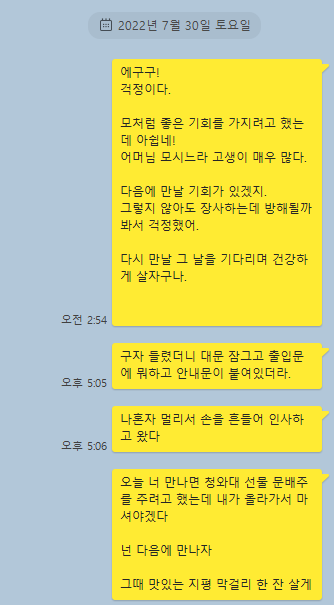 2022년 7월 30일 토요일
에구구!
걱정이다.
모처럼 좋은 기회를 가지려고 했는
데 아쉽네!
어머님 모시느라 고생이 매우 많다.
다음에 만날 기회가 있겠지.
그렇지 않아도 장사하는데 방해될까
봐서 걱정했어.
다시 만날 그 날을 기다리며 건강하
게 살자구나.
오전 2:54
구자 들렸더니 대문 잠그고 출입문
에 뭐하고 안내문이 붙여있더라.
오후 5:05
나혼자 멀리서 손을 흔들어 인사하
고 왔다
오후 5:06
오늘 너 만나면 청와대 선물 문배주
를 주려고 했는데 내가 올라가서 마
셔야겠다
넌 다음에 만나자
그때 맛있는 지평 막걸리 한 잔 살게